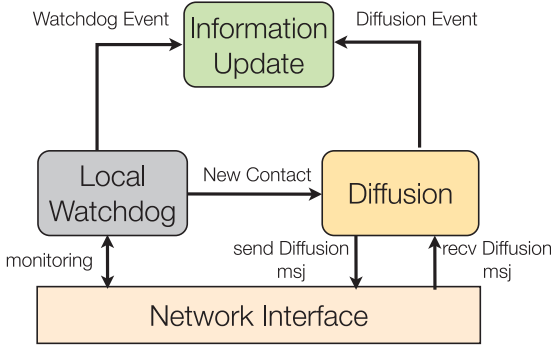 Watchdog Event
Information
Update
Diffusion Event
Local
Watchdog
New Contact
Diffusion
monitoring
send Diffusion
msj
recv Diffusion
msj
Network Interface